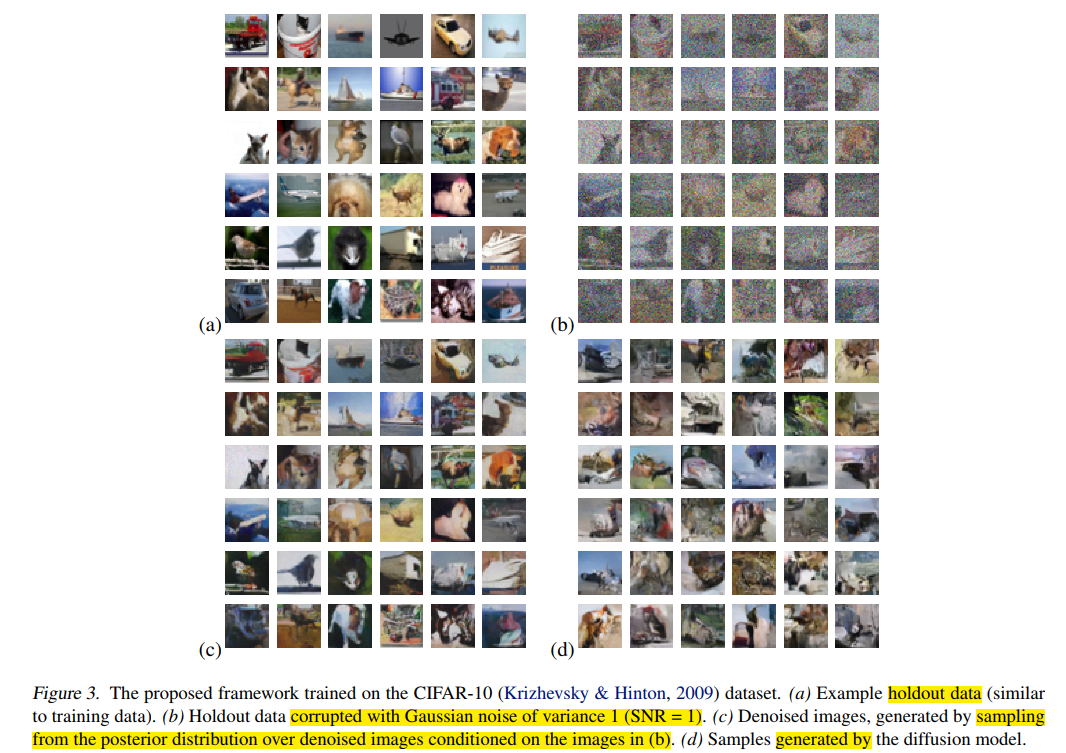 (a)
(b)
(c)
(d)
Figure 3. The proposed framework trained on the CIFAR-10 (Krizhevsky & Hinton, 2009) dataset. (a) Example holdout data (similar
to training data). (b) Holdout data corrupted with Gaussian noise of variance 1 (SNR = 1). (c) Denoised images, generated by sampling
from the posterior distribution over denoised images conditioned on the images in (b). (d) Samples generated by the diffusion model.